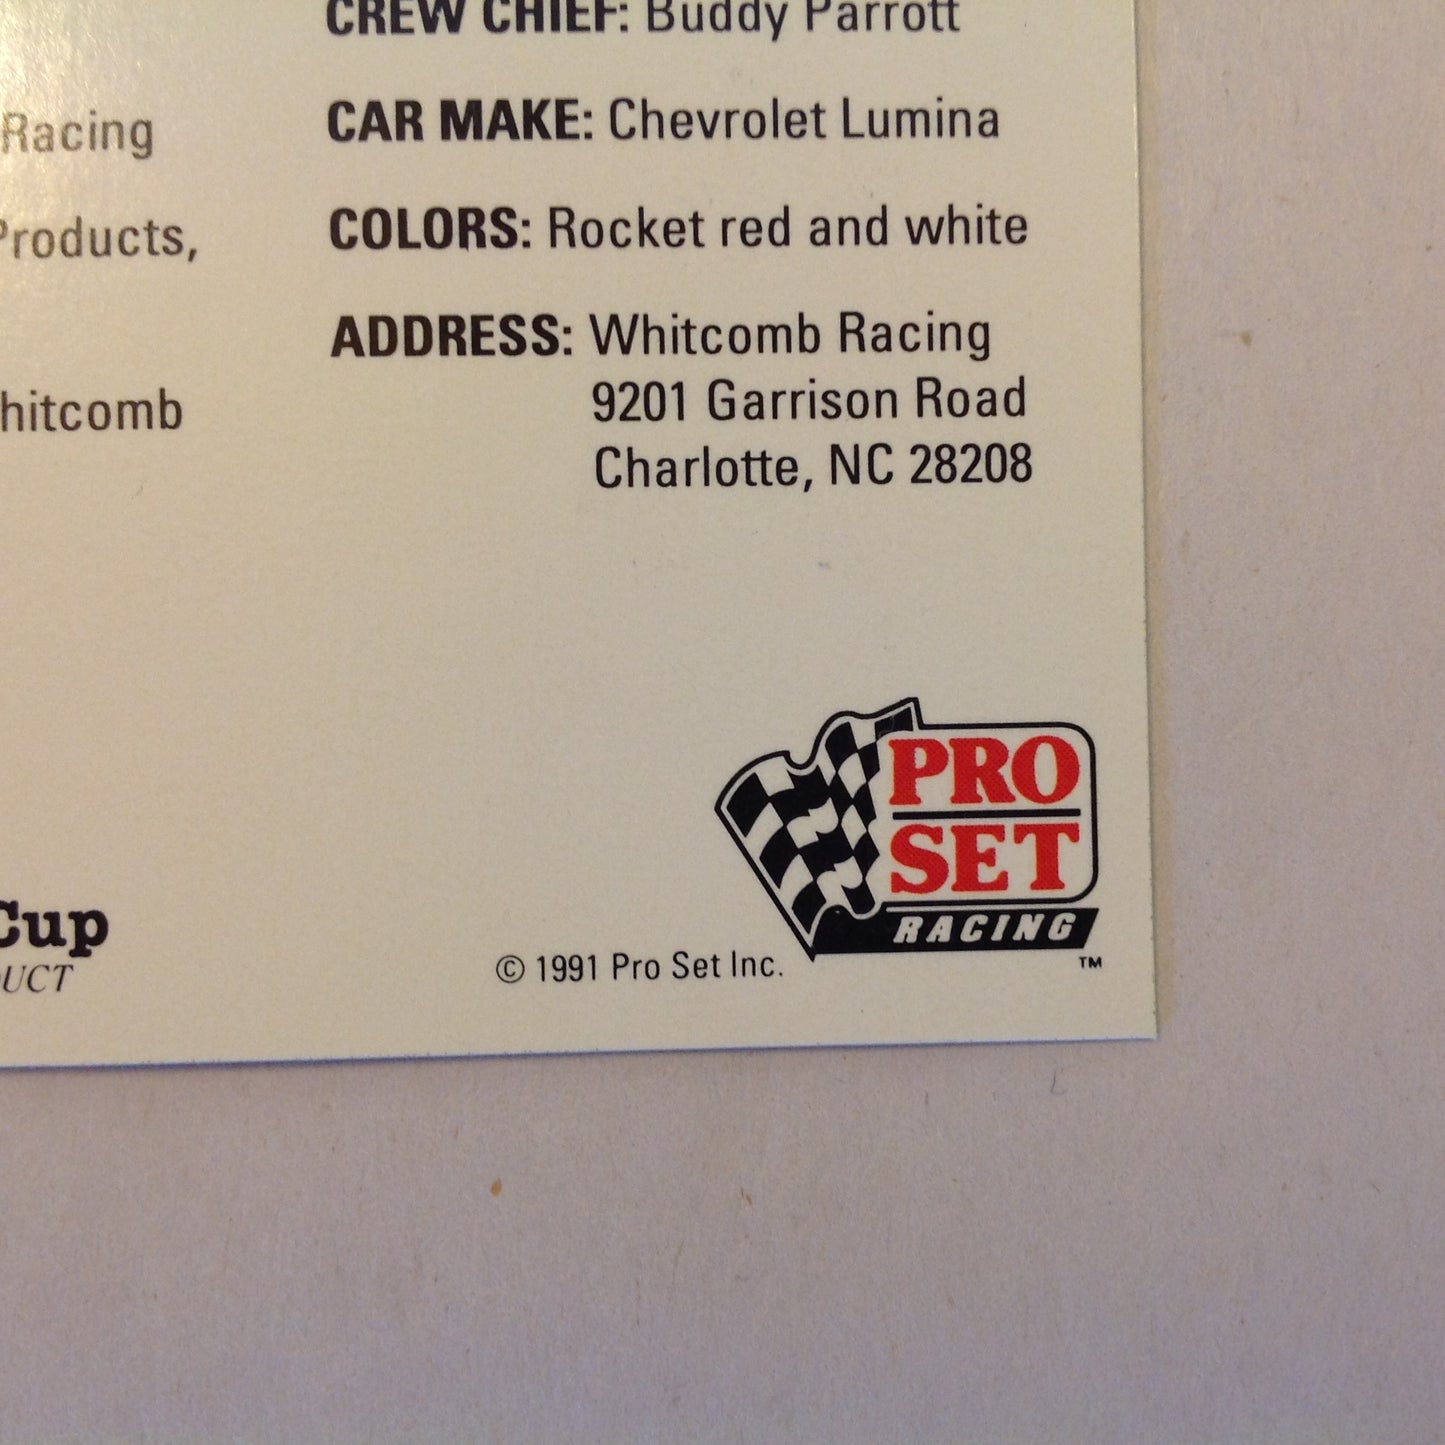 Racing
Products,
hitcomb
Cup
UCT
CREW CHIEF: Buddy Parrott
CAR MAKE: Chevrolet Lumina
COLORS: Rocket red and white
ADDRESS: Whitcomb Racing
9201 Garrison Road
Charlotte, NC 28208
© 1991 Pro Set Inc.
PRO
SET
RACING
TM